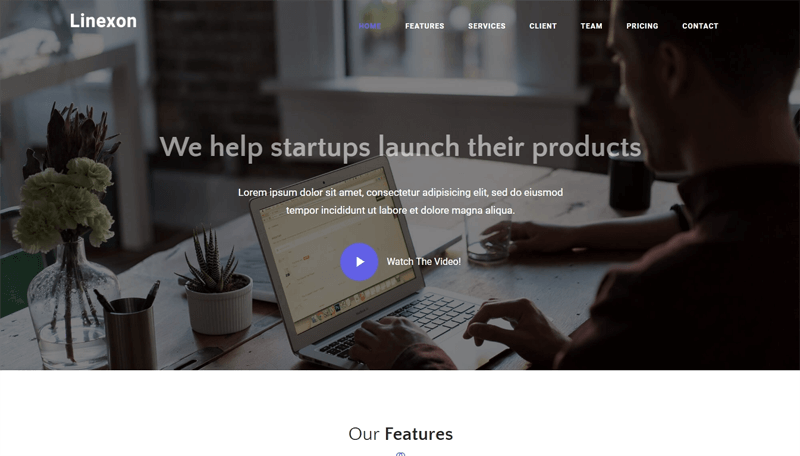 Linexon
HOME FEATURES SERVICES CLIENT TEAM PRICING CONTACT
We help startups launch their products
Lorem ipsum dolor sit amet, consectetur adipisicing elit, sed do eiusmod
tempor incididunt ut labore et dolore magna aliqua.
Watch The Video!
Our Features